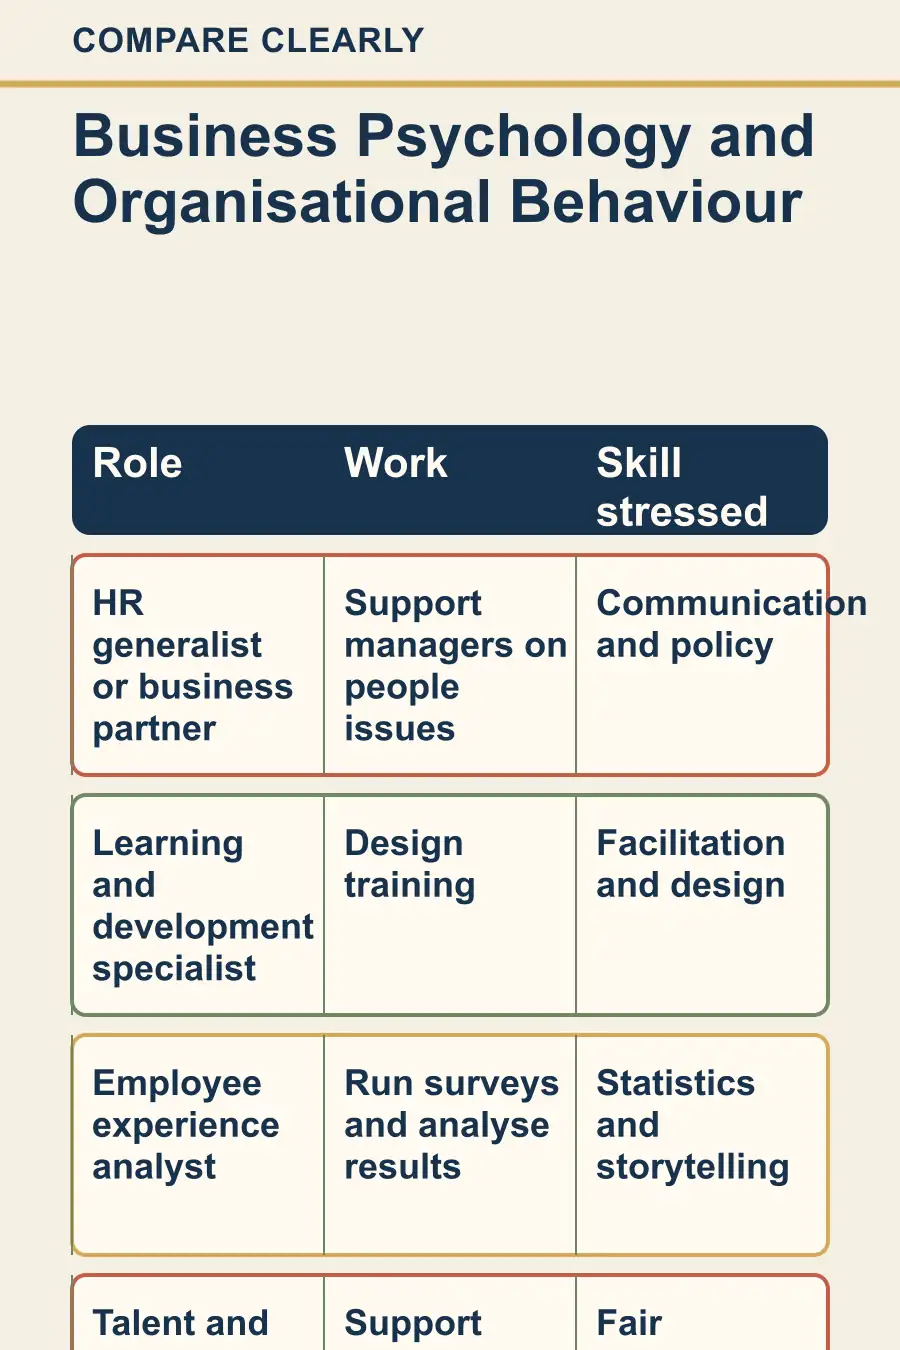 COMPARE CLEARLY
Business Psychology and
Organisational Behaviour
Role
Work
Skill
stressed
HR
generalist
or business
partner
Support
managers on
people
issues
Communication
and policy
Learning
and
development
specialist
Design
training
Facilitation
and design
Employee
experience
analyst
Run surveys
and analyse
results
Statistics
and
storytelling
Talent and
Support
Fair